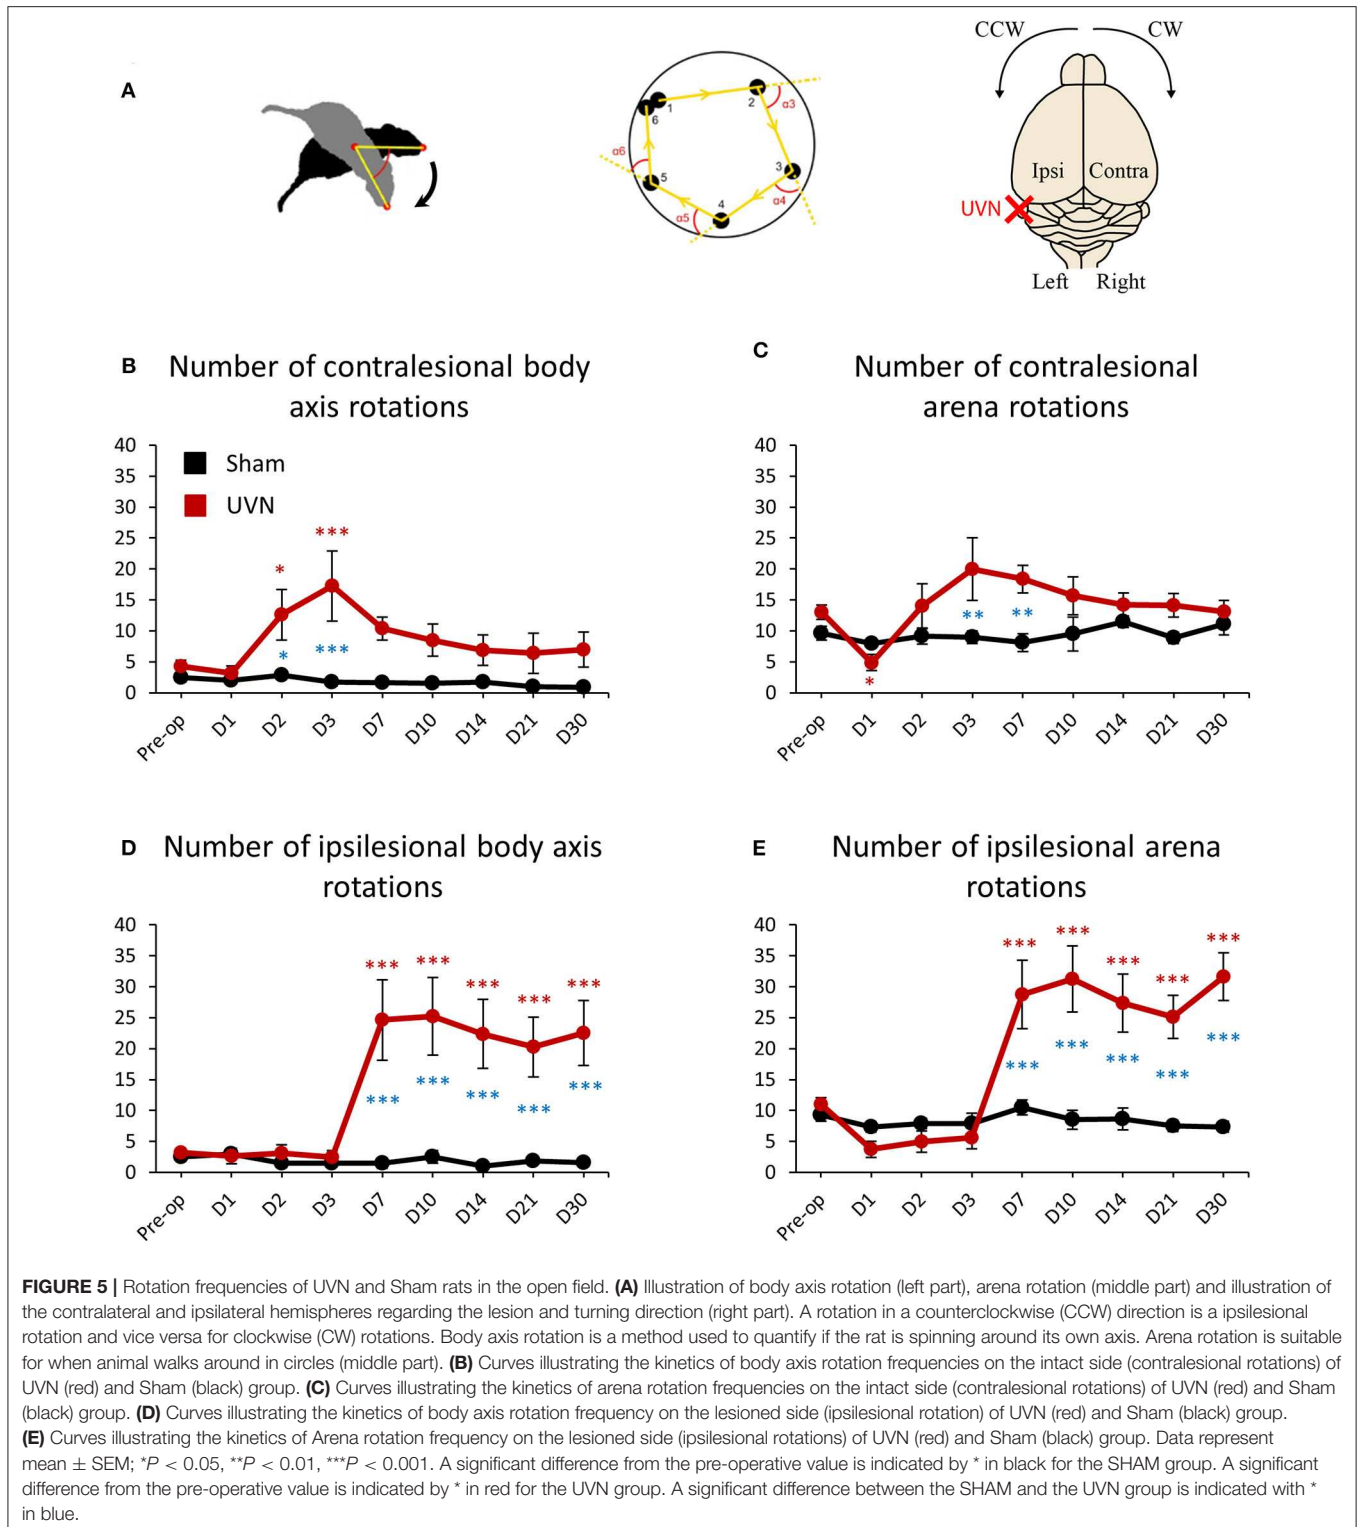 A
α3
α4
α5
α6
1
2
3
4
5
6
CCW
CW
Ipsi
Contra
UVN
Left
Right
B
Number of contralesional body
axis rotations
40
35
30
25
20
15
10
5
0
Sham
UVN
*
***
*
***
Pre-op
D1
D2
D3
D7
D10
D14
D21
D30
C
Number of contralesional
arena rotations
40
35
30
25
20
15
10
5
0
*
**
**
Pre-op
D1
D2
D3
D7
D10
D14
D21
D30
D
Number of ipsilesional body axis
rotations
40
35
30
25
20
15
10
5
0
***
***
***
***
***
***
***
***
***
***
Pre-op
D1
D2
D3
D7
D10
D14
D21
D30
E
Number of ipsilesional arena
rotations
40
35
30
25
20
15
10
5
0
***
***
***
***
***
***
***
***
***
***
Pre-op
D1
D2
D3
D7
D10
D14
D21
D30
FIGURE 5 | Rotation frequencies of UVN and Sham rats in the open field. (A) Illustration of body axis rotation (left part), arena rotation (middle part) and illustration of
the contralateral and ipsilateral hemispheres regarding the lesion and turning direction (right part). A rotation in a counterclockwise (CCW) direction is a ipsilesional
rotation and vice versa for clockwise (CW) rotations. Body axis rotation is a method used to quantify if the rat is spinning around its own axis. Arena rotation is suitable
for when animal walks around in circles (middle part). (B) Curves illustrating the kinetics of body axis rotation frequencies on the intact side (contralesional rotations) of
UVN (red) and Sham (black) group. (C) Curves illustrating the kinetics of arena rotation frequencies on the intact side (contralesional rotations) of UVN (red) and Sham
(black) group. (D) Curves illustrating the kinetics of body axis rotation frequency on the lesioned side (ipsilesional rotation) of UVN (red) and Sham (black) group.
(E) Curves illustrating the kinetics of Arena rotation frequency on the lesioned side (ipsilesional rotations) of UVN (red) and Sham (black) group. Data represent
mean ± SEM; *P < 0.05, **P < 0.01, ***P < 0.001. A significant difference from the pre-operative value is indicated by * in black for the SHAM group. A significant
difference from the pre-operative value is indicated by * in red for the UVN group. A significant difference between the SHAM and the UVN group is indicated with *
in blue.